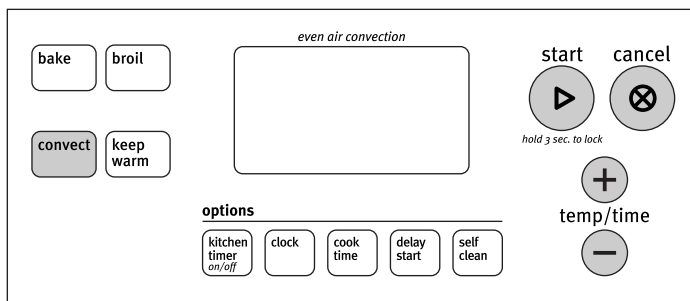 even air convection
bake
broil
start
cancel
convect
keep
warm
hold 3 sec. to lock
options
temp/time
kitchen
timer
on/off
clock
cook
time
delay
start
self
clean